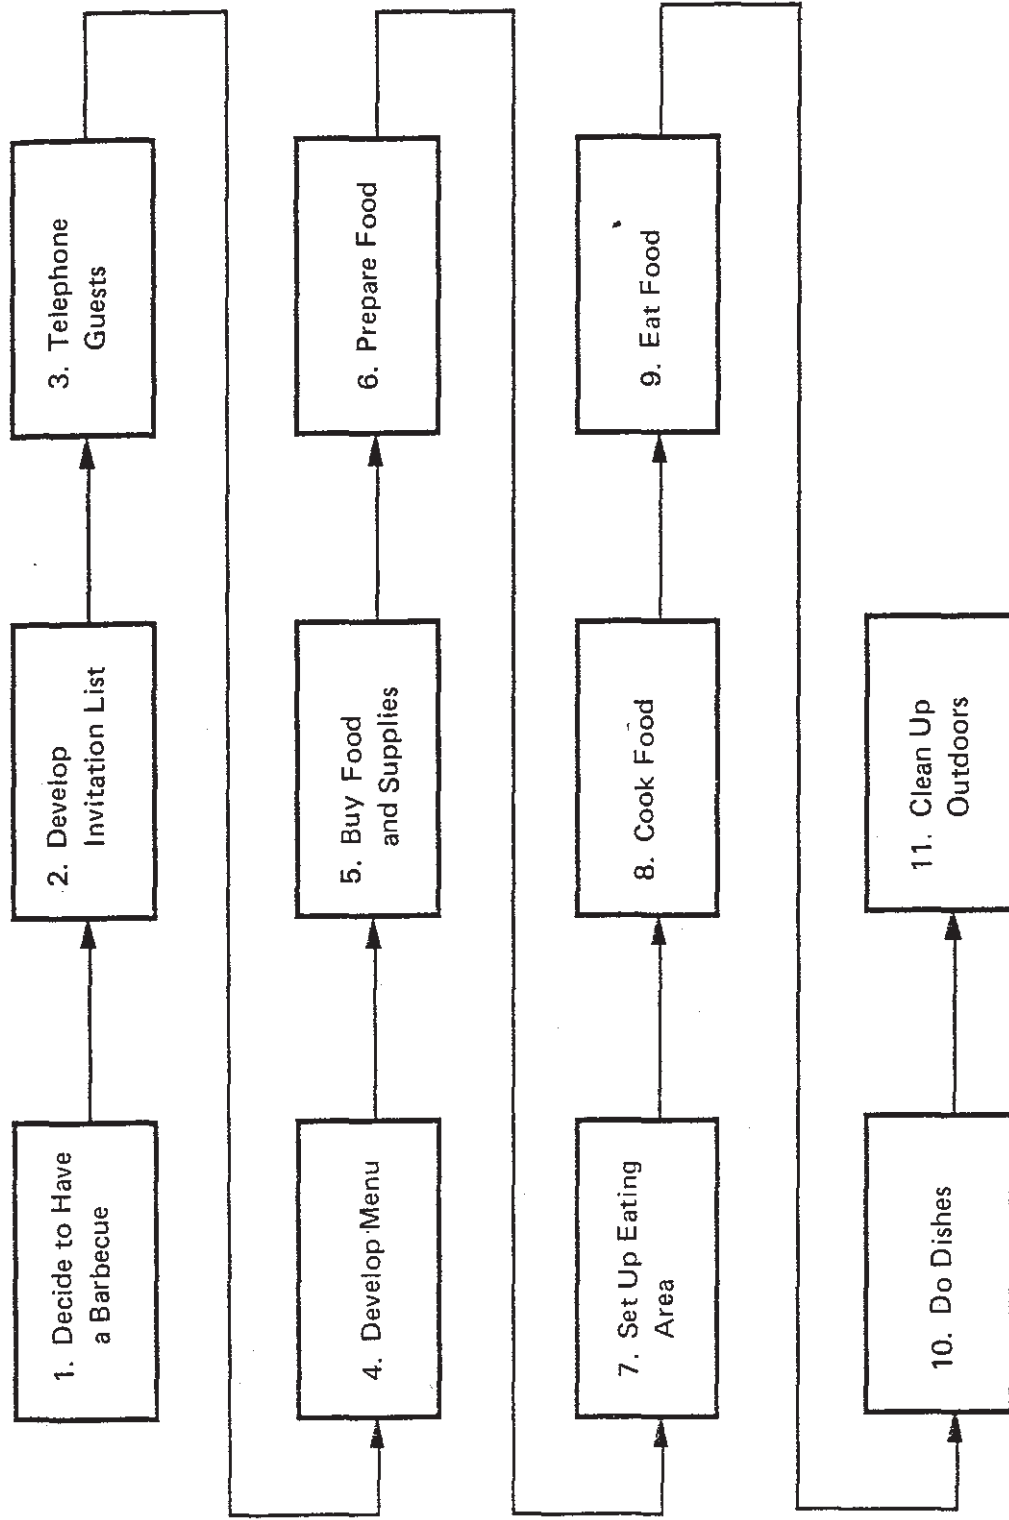 1. Decide to Have
a Barbecue
2. Develop
Invitation List
3. Telephone
Guests
4. Develop Menu
5. Buy Food
and Supplies
6. Prepare Food
7. Set Up Eating
Area
8. Cook Food
9. Eat Food
10. Do Dishes
11. Clean Up
Outdoors